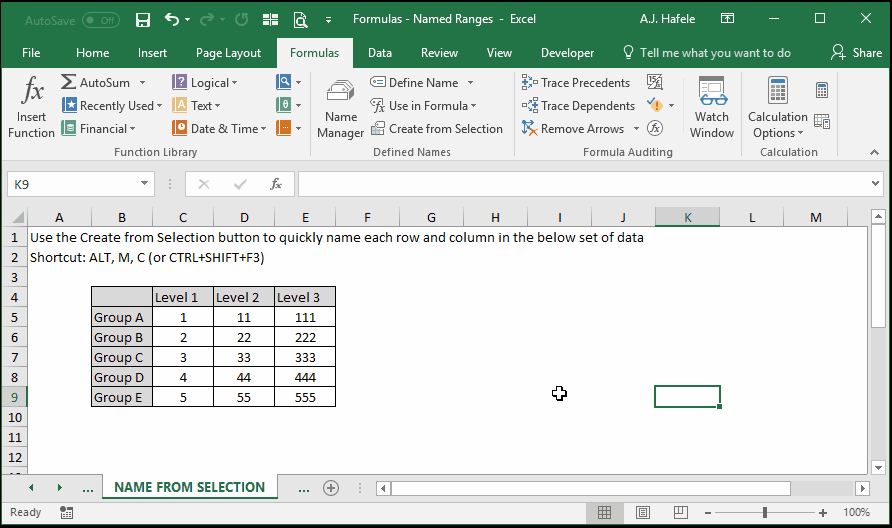 AutoSave Off Formulas - Named Ranges - Excel A.J. Hafele
File Home Insert Page Layout Formulas Data Review View Developer Tell me what you want to do Share
fx Insert Function
AutoSum
Recently Used
Financial
Logical
Text
Date & Time
Function Library
Name Manager
Define Name
Use in Formula
Create from Selection
Defined Names
Trace Precedents
Trace Dependents
Remove Arrows
Formula Auditing
Watch Window
Calculation Options
Calculation
K9 fx
A B C D E F G H I J K L M
1 Use the Create from Selection button to quickly name each row and column in the below set of data
2 Shortcut: ALT, M, C (or CTRL+SHIFT+F3)
3
4 Level 1 Level 2 Level 3
5 Group A 1 11 111
6 Group B 2 22 222
7 Group C 3 33 333
8 Group D 4 44 444
9 Group E 5 55 555
10
11
12
... NAME FROM SELECTION ...
Ready 100%